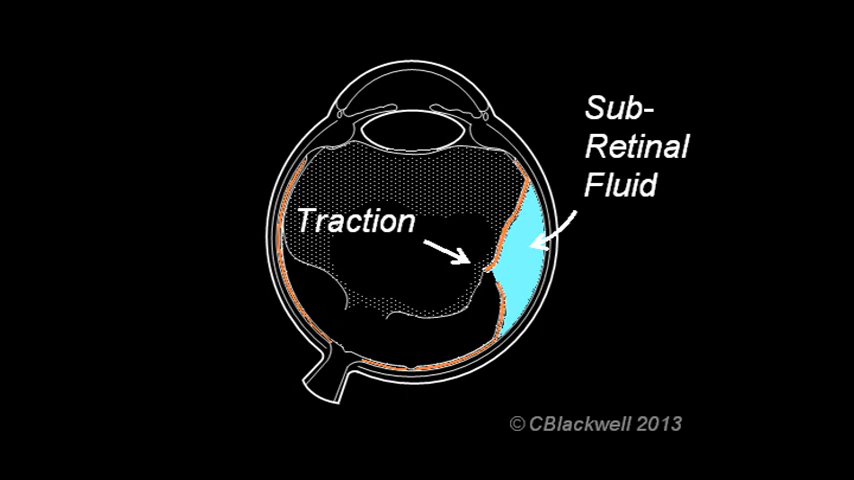 Sub-
Retinal
Fluid
Traction
© CBlackwell 2013